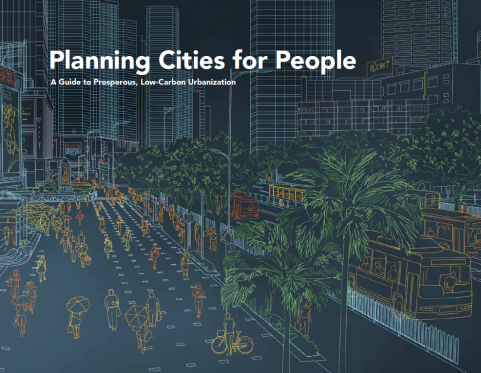 Planning Cities for People
A Guide to Prosperous, Low-Carbon Urbanization